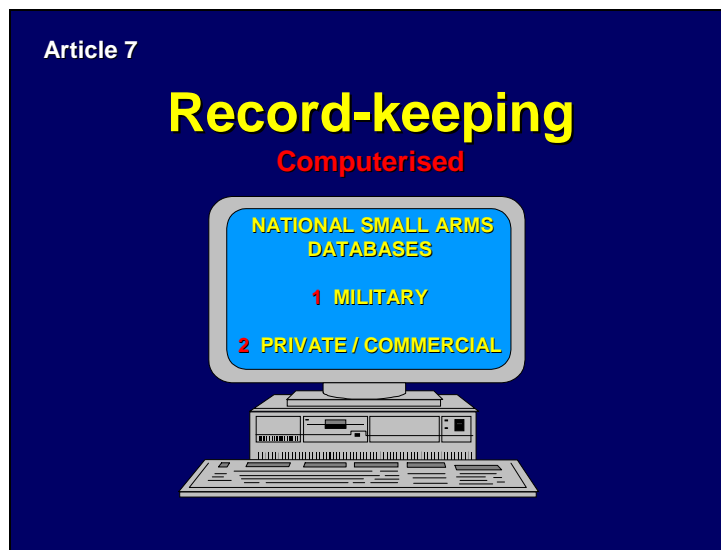 Article 7
Record-keeping
Computerised
NATIONAL SMALL ARMS
DATABASES
1 MILITARY
2 PRIVATE / COMMERCIAL